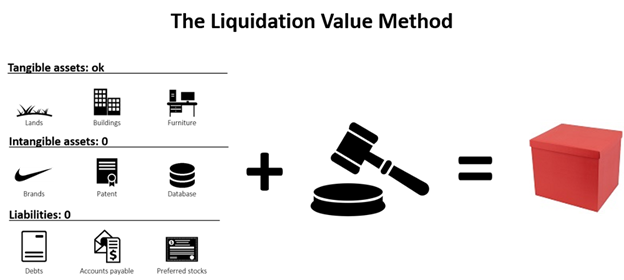 The Liquidation Value Method
Tangible assets: ok
Lands Buildings Furniture
Intangible assets: 0
Brands Patent Database
Liabilities: 0
$
Debts Accounts payable Preferred stocks